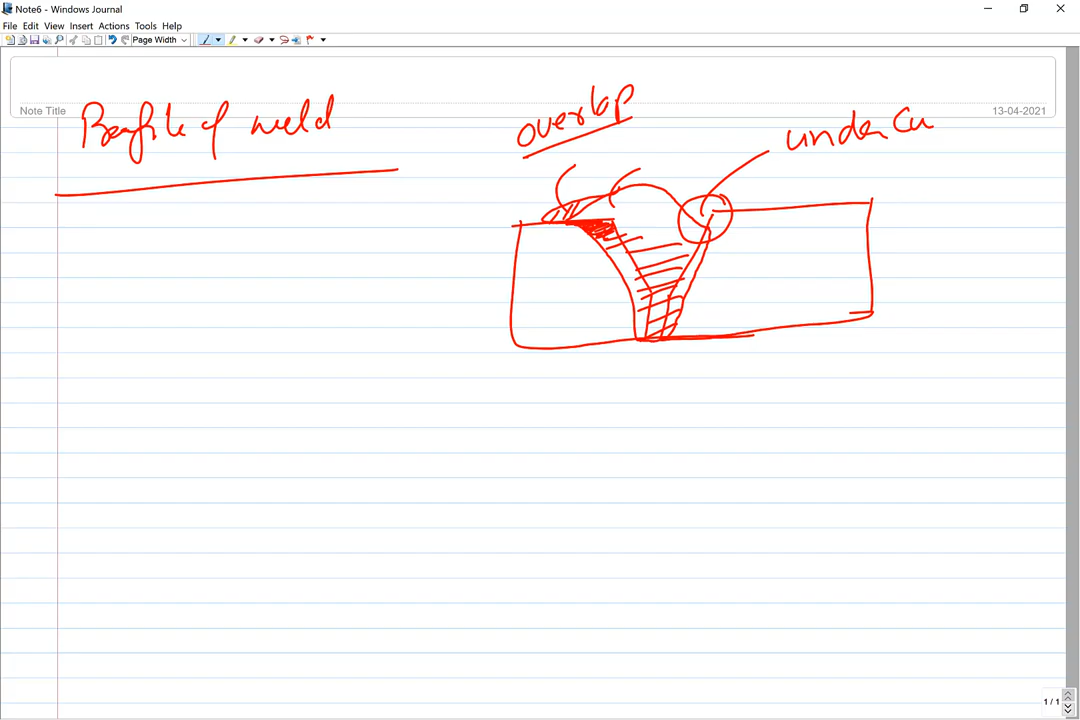 Note6 - Windows Journal
File Edit View Insert Actions Tools Help
Page Width
Note Title
13-04-2021
of weld
overlap
under Cu
1 / 1